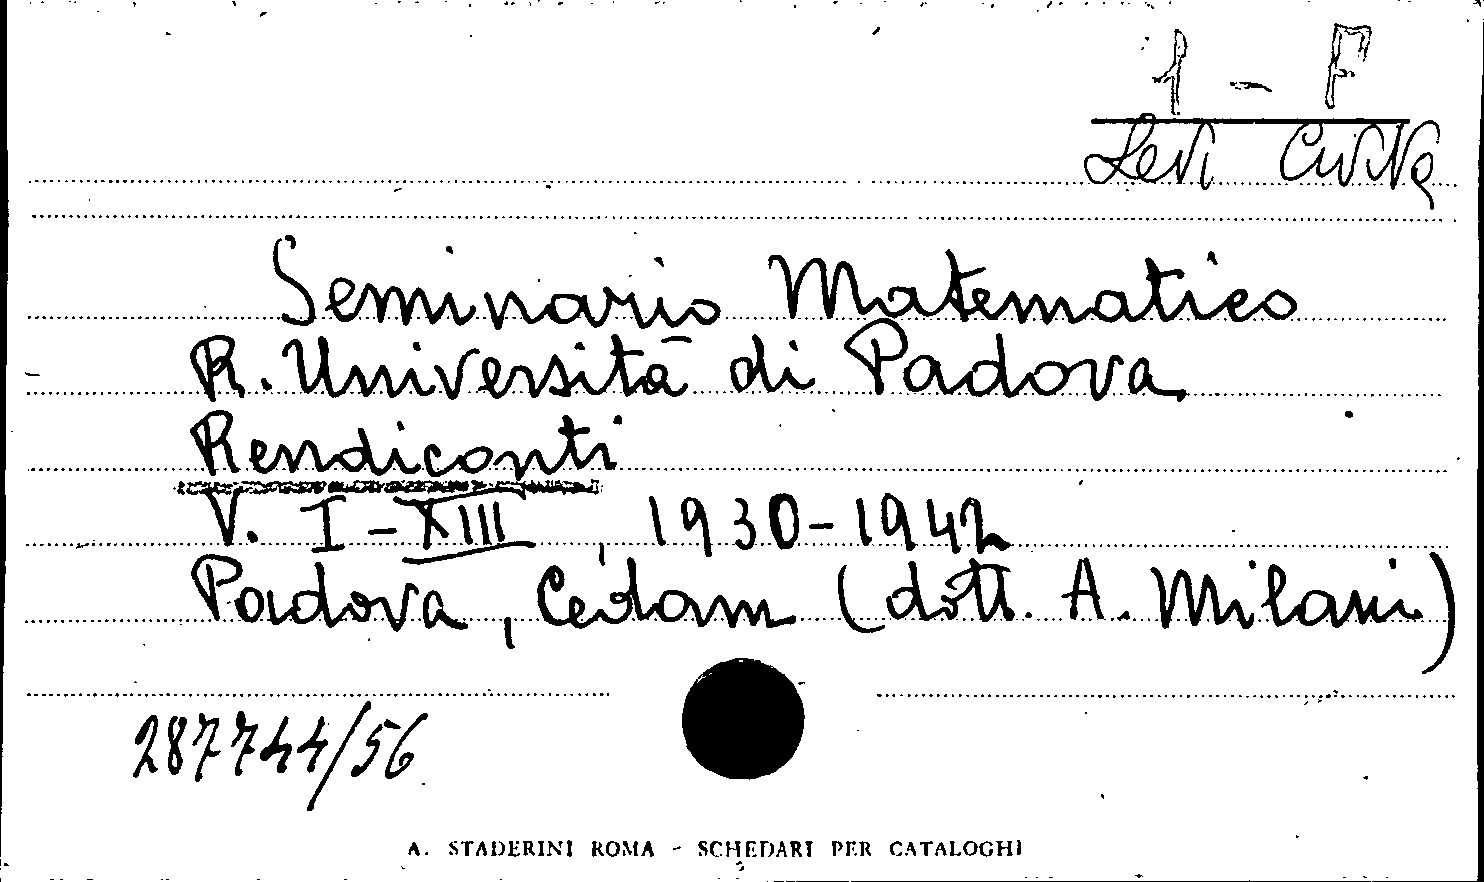 1 - F
Levi Civita
Seminario Matematico
R. Università di Padova
Rendiconti
V. I - XIII, 1930-1942
Padova, Cedam (dott. A. Milani)
287744/56
A. STADERINI ROMA - SCHEDARI PER CATALOGHI